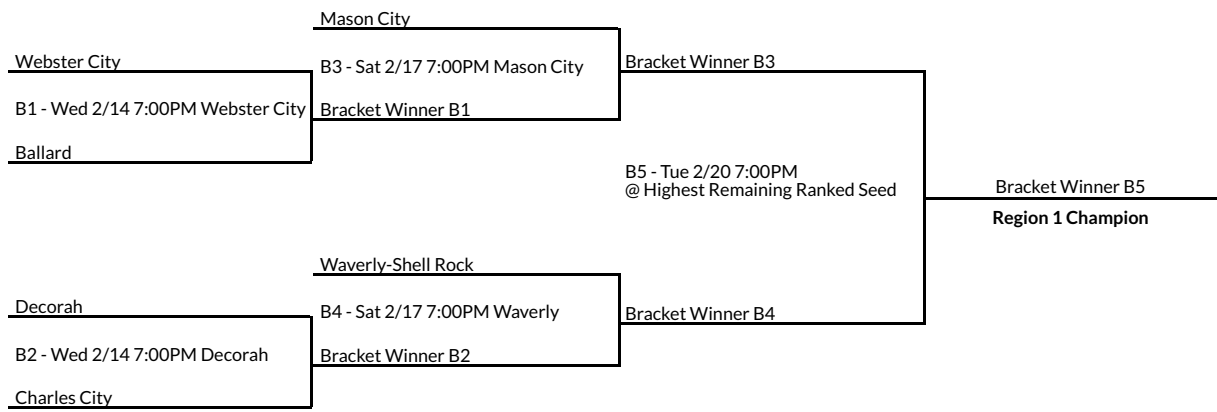 Mason City
Webster City
B3 - Sat 2/17 7:00PM Mason City
Bracket Winner B3
B1 - Wed 2/14 7:00PM Webster City
Bracket Winner B1
Ballard
B5 - Tue 2/20 7:00PM
@ Highest Remaining Ranked Seed
Bracket Winner B5
Region 1 Champion
Waverly-Shell Rock
Decorah
B4 - Sat 2/17 7:00PM Waverly
Bracket Winner B4
B2 - Wed 2/14 7:00PM Decorah
Bracket Winner B2
Charles City